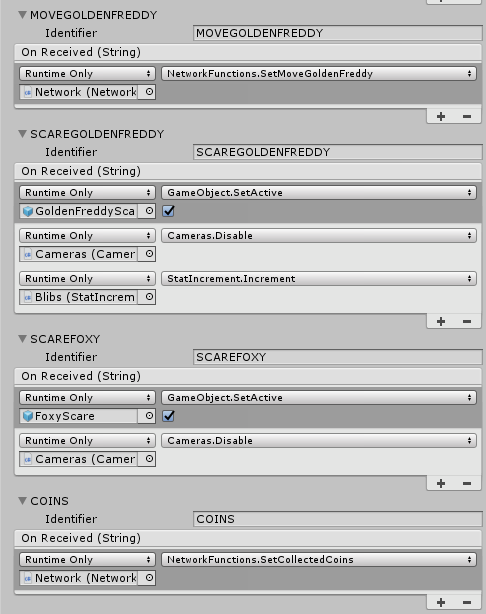 MOVEGOLDENFREDDY
Identifier MOVEGOLDENFREDDY
On Received (String)
Runtime Only NetworkFunctions.SetMoveGoldenFreddy
Network (Network
SCAREGOLDENFREDDY
Identifier SCAREGOLDENFREDDY
On Received (String)
Runtime Only GameObject.SetActive
GoldenFreddySca
Runtime Only Cameras.Disable
Cameras (Camer
Runtime Only StatIncrement.Increment
Blibs (StatIncrem
SCAREFOXY
Identifier SCAREFOXY
On Received (String)
Runtime Only GameObject.SetActive
FoxyScare
Runtime Only Cameras.Disable
Cameras (Camer
COINS
Identifier COINS
On Received (String)
Runtime Only NetworkFunctions.SetCollectedCoins
Network (Network